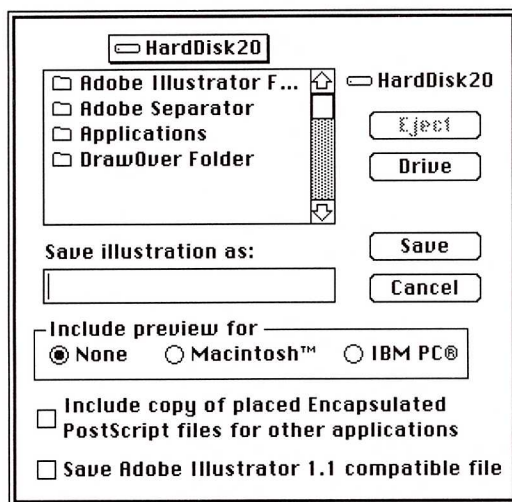 HardDisk20
Adobe Illustrator F...
Adobe Separator
Applications
DrawOver Folder
HardDisk20
Eject
Drive
Save illustration as:
Save
Cancel
Include preview for
None
Macintosh™
IBM PC®
Include copy of placed Encapsulated
PostScript files for other applications
Save Adobe Illustrator 1.1 compatible file